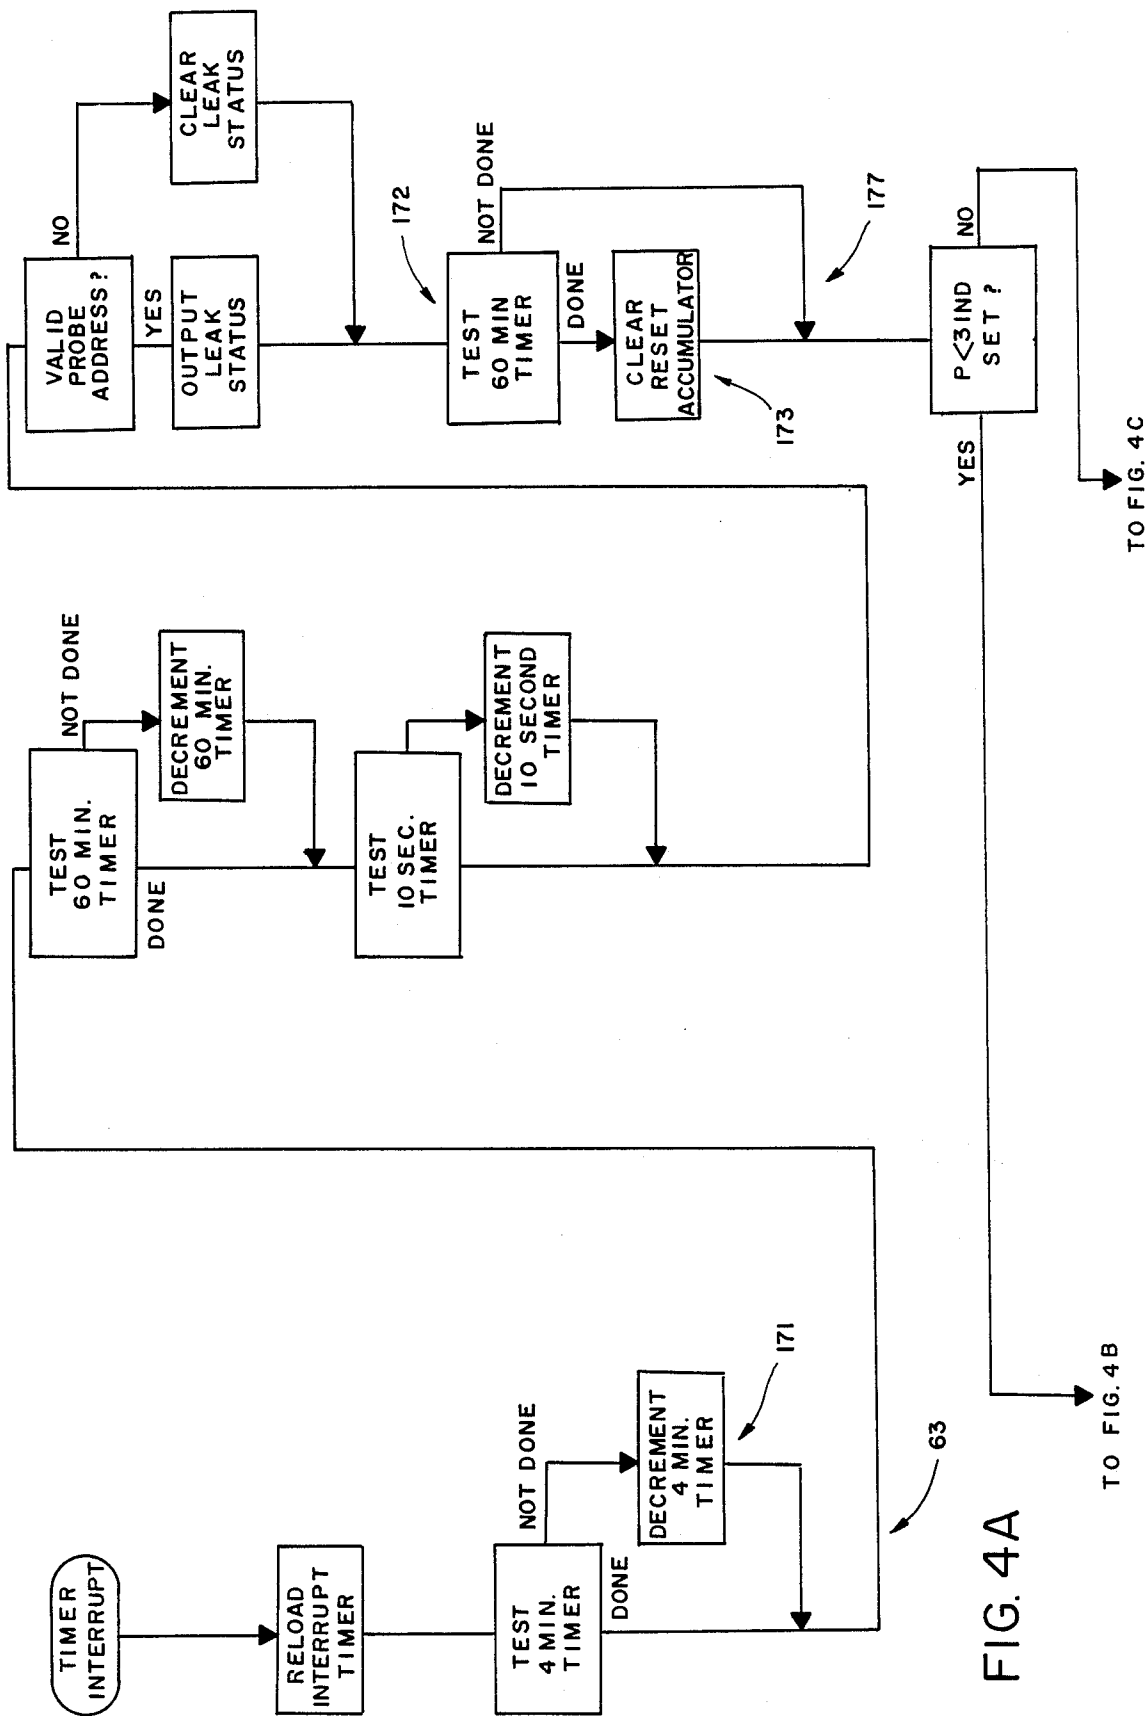 TIMER
INTERRUPT
RELOAD
INTERRUPT
TIMER
TEST
4 MIN.
TIMER
NOT DONE
DONE
DECREMENT
4 MIN.
TIMER
171
63
TEST
60 MIN.
TIMER
NOT DONE
DONE
DECREMENT
60 MIN.
TIMER
TEST
10 SEC.
TIMER
DECREMENT
10 SECOND
TIMER
VALID
PROBE
ADDRESS?
NO
YES
CLEAR
LEAK
STATUS
OUTPUT
LEAK
STATUS
172
TEST
60 MIN
TIMER
NOT DONE
DONE
CLEAR
RESET
ACCUMULATOR
173
177
P<3IND
SET?
YES
NO
TO FIG. 4B
TO FIG. 4C
FIG. 4A